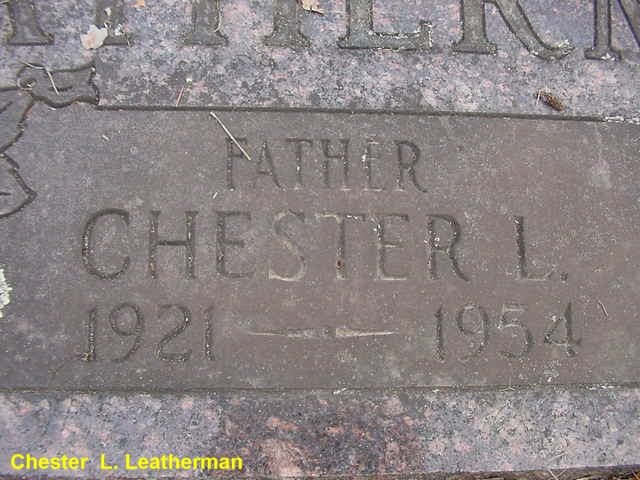 FATHER
CHESTER L.
1921 — 1954
Chester L. Leatherman